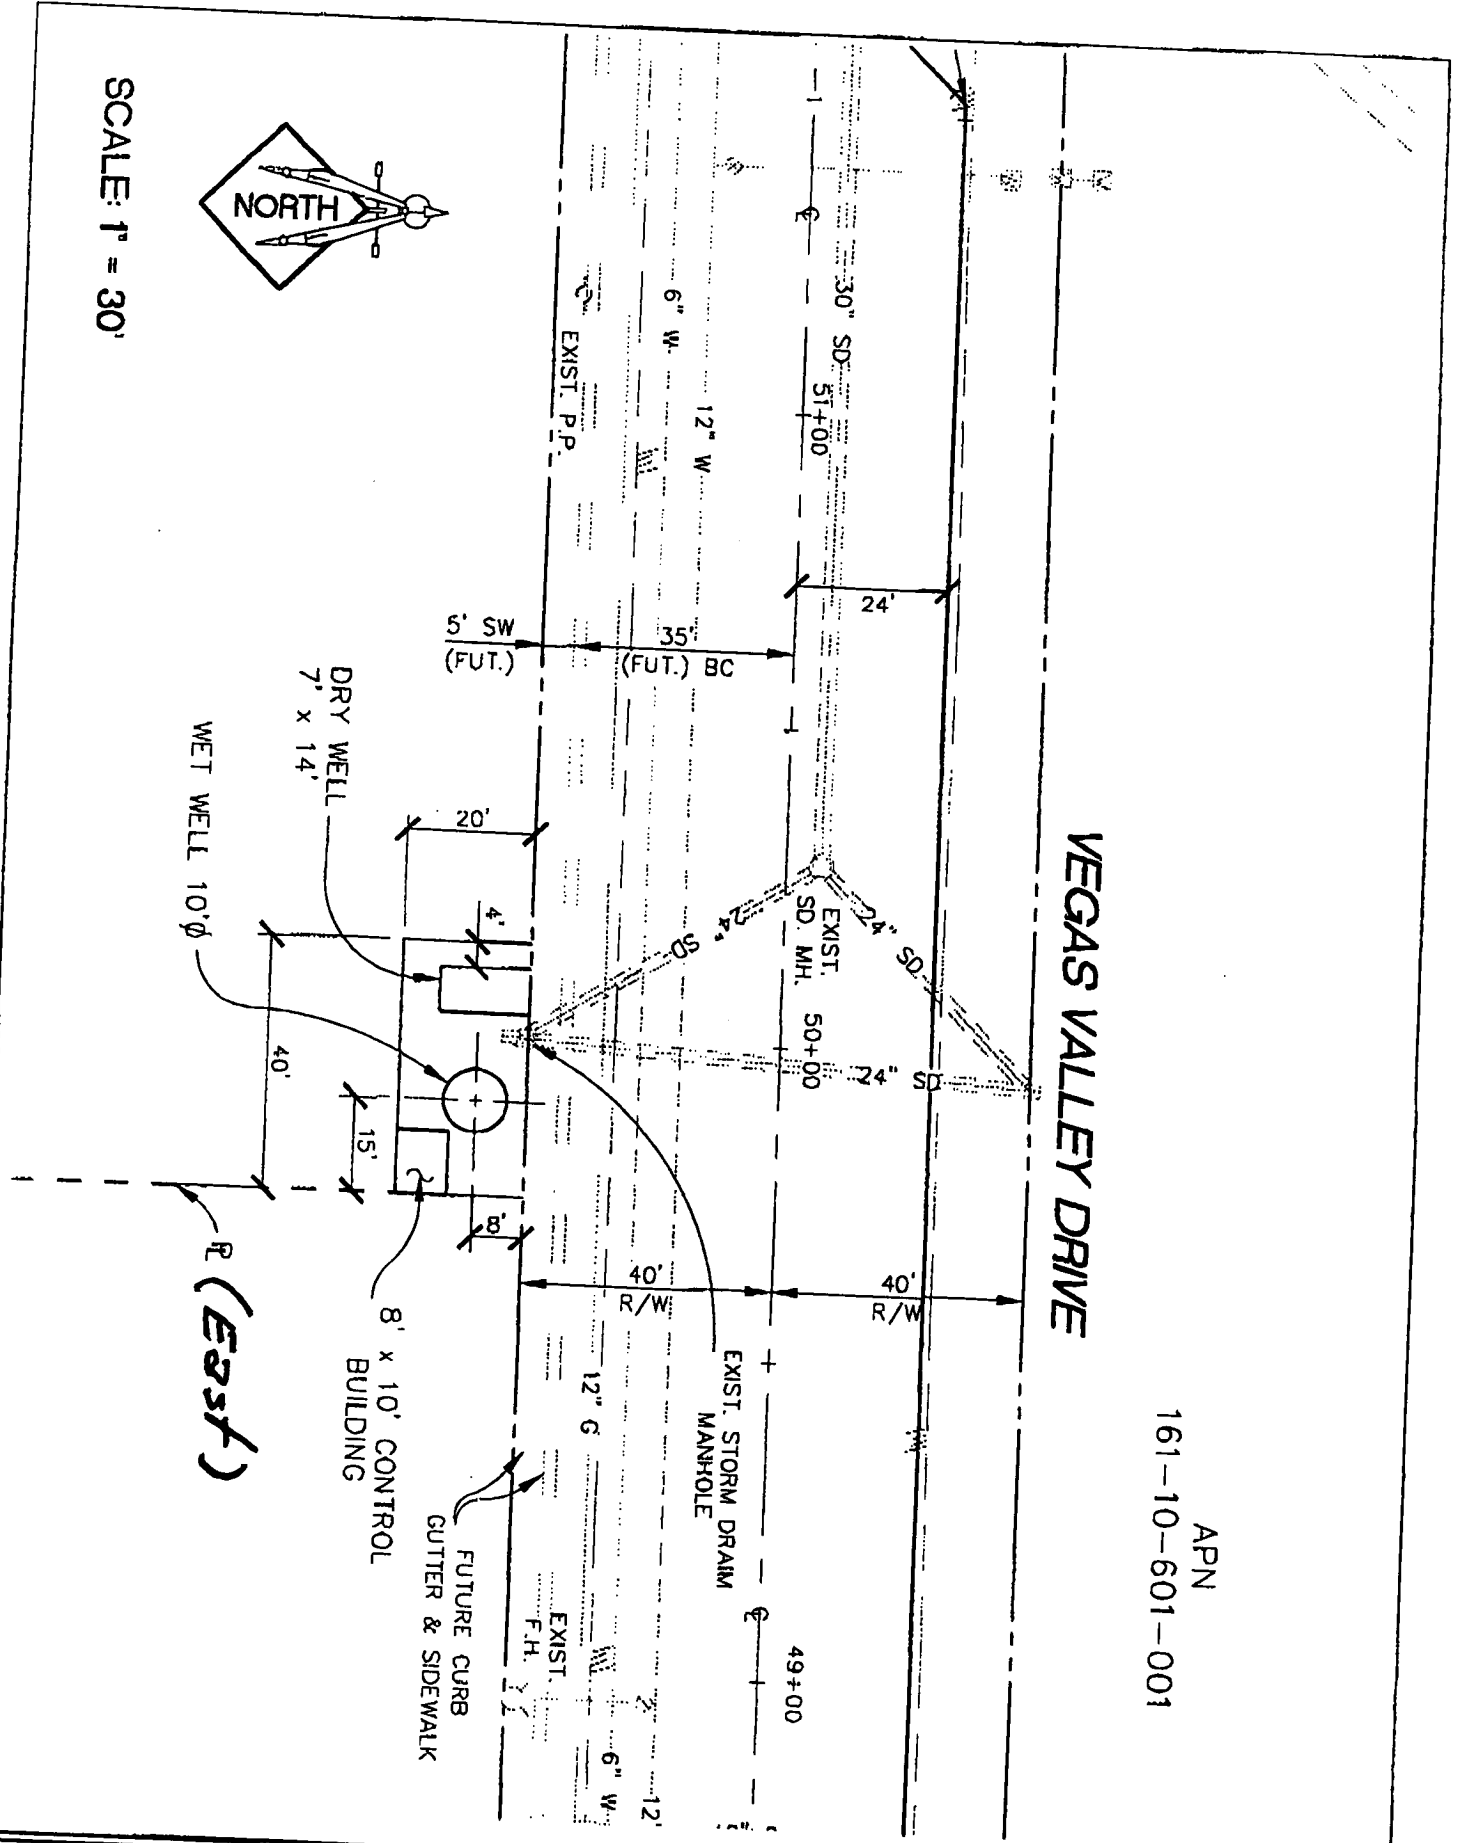 SCALE: 1" = 30'
NORTH
VEGAS VALLEY DRIVE
APN
161-10-601-001
30" SD
51+00
6" W
12" W
EXIST. P.P.
24'
5' SW
(FUT.)
35'
(FUT.) BC
DRY WELL
7' x 14'
WET WELL 10'Ø
20'
4'
40'
15'
8'
EXIST.
SD. MH.
24" SD
24" SD
50+00
24" SD
40'
R/W
40'
R/W
PL (East)
8' x 10' CONTROL
BUILDING
EXIST. STORM DRAIM
MANHOLE
12" G
FUTURE CURB
GUTTER & SIDEWALK
EXIST.
F.H.
49+00
6" W
12'